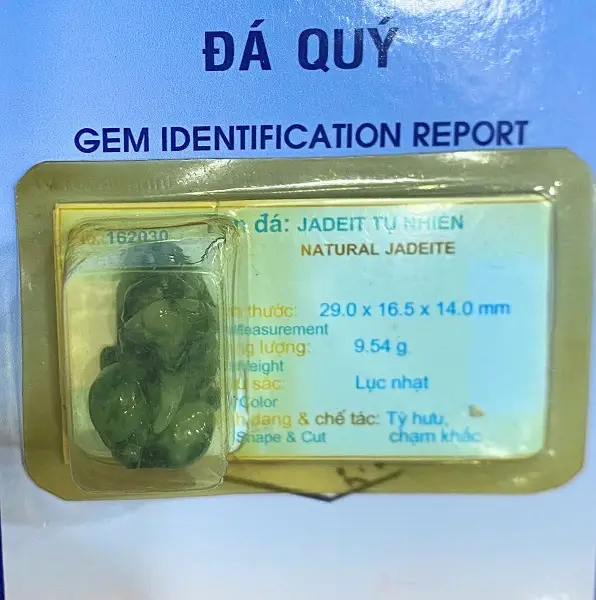 ĐÁ QUÝ
GEM IDENTIFICATION REPORT
162030
đá: JADEIT TỰ NHIÊN
NATURAL JADEITE
thước: 29.0 x 16.5 x 14.0 mm
Measurement
lượng: 9.54 g
Weight
sắc: Lục nhạt
Color
dạng & chế tác: Tỳ hưu,
Shape & Cut chạm khắc